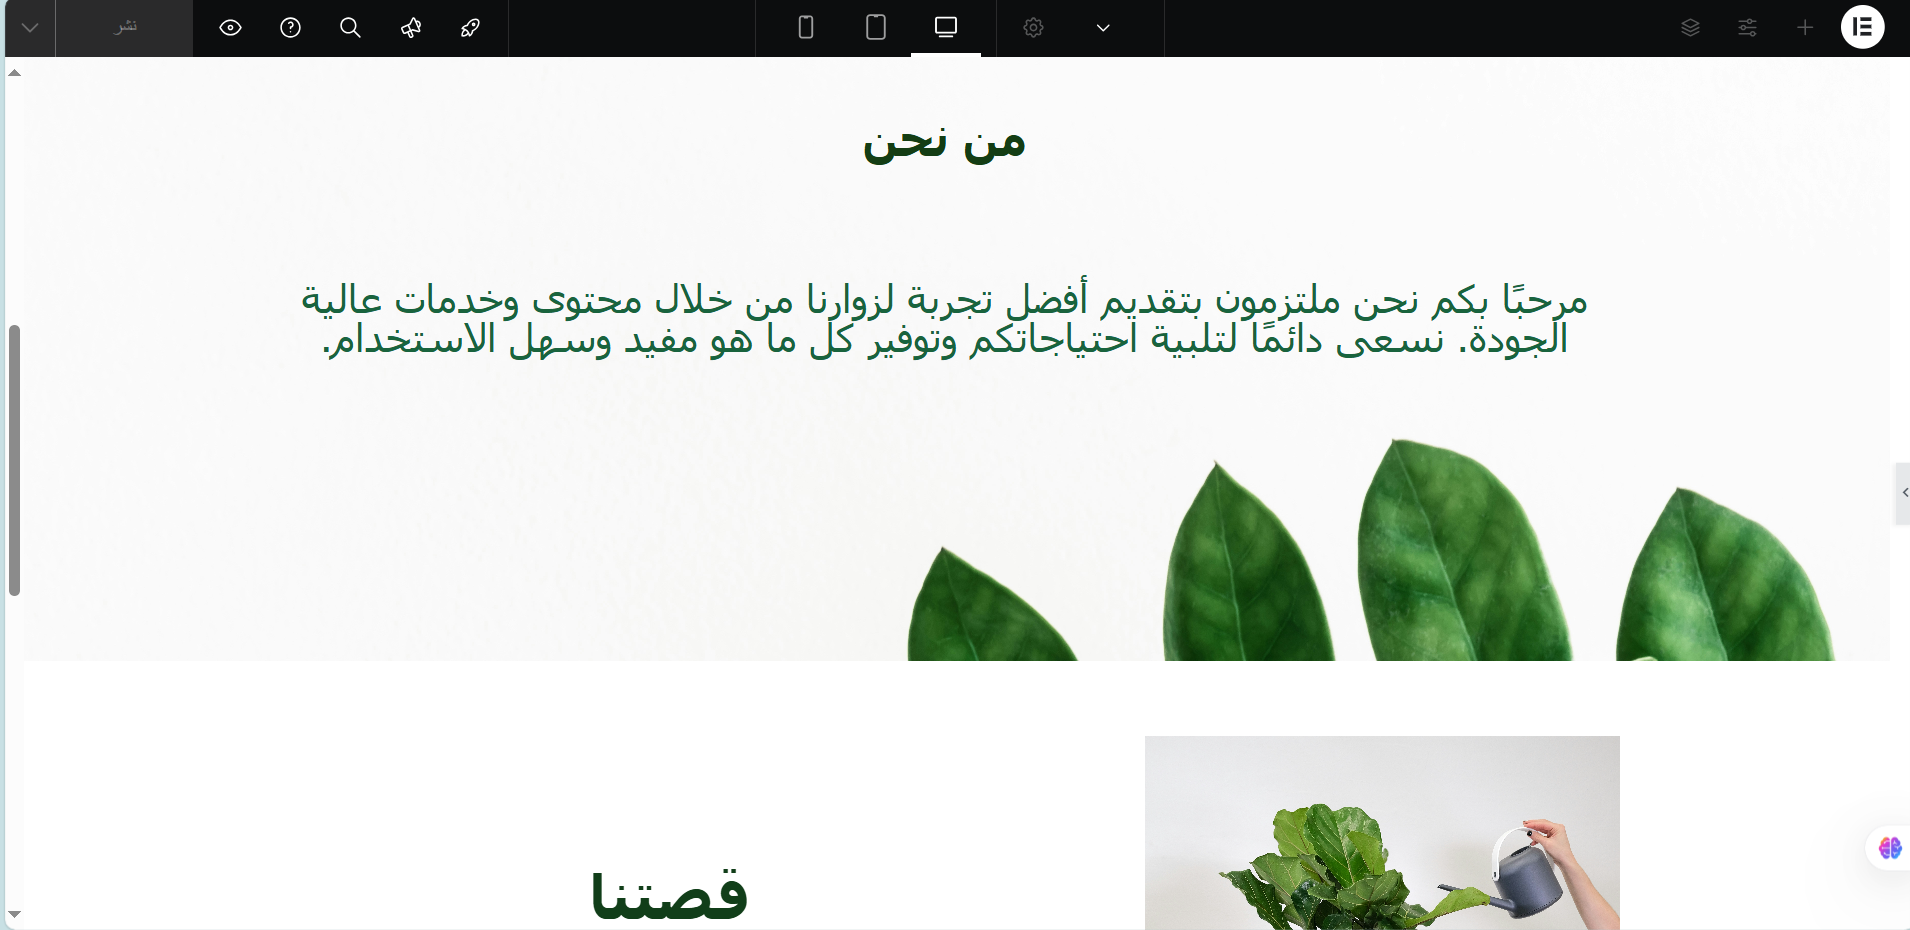 نشر
من نحن
مرحبًا بكم نحن ملتزمون بتقديم أفضل تجربة لزوارنا من خلال محتوى وخدمات عالية
الجودة. نسعى دائمًا لتلبية احتياجاتكم وتوفير كل ما هو مفيد وسهل الاستخدام.
قصتنا